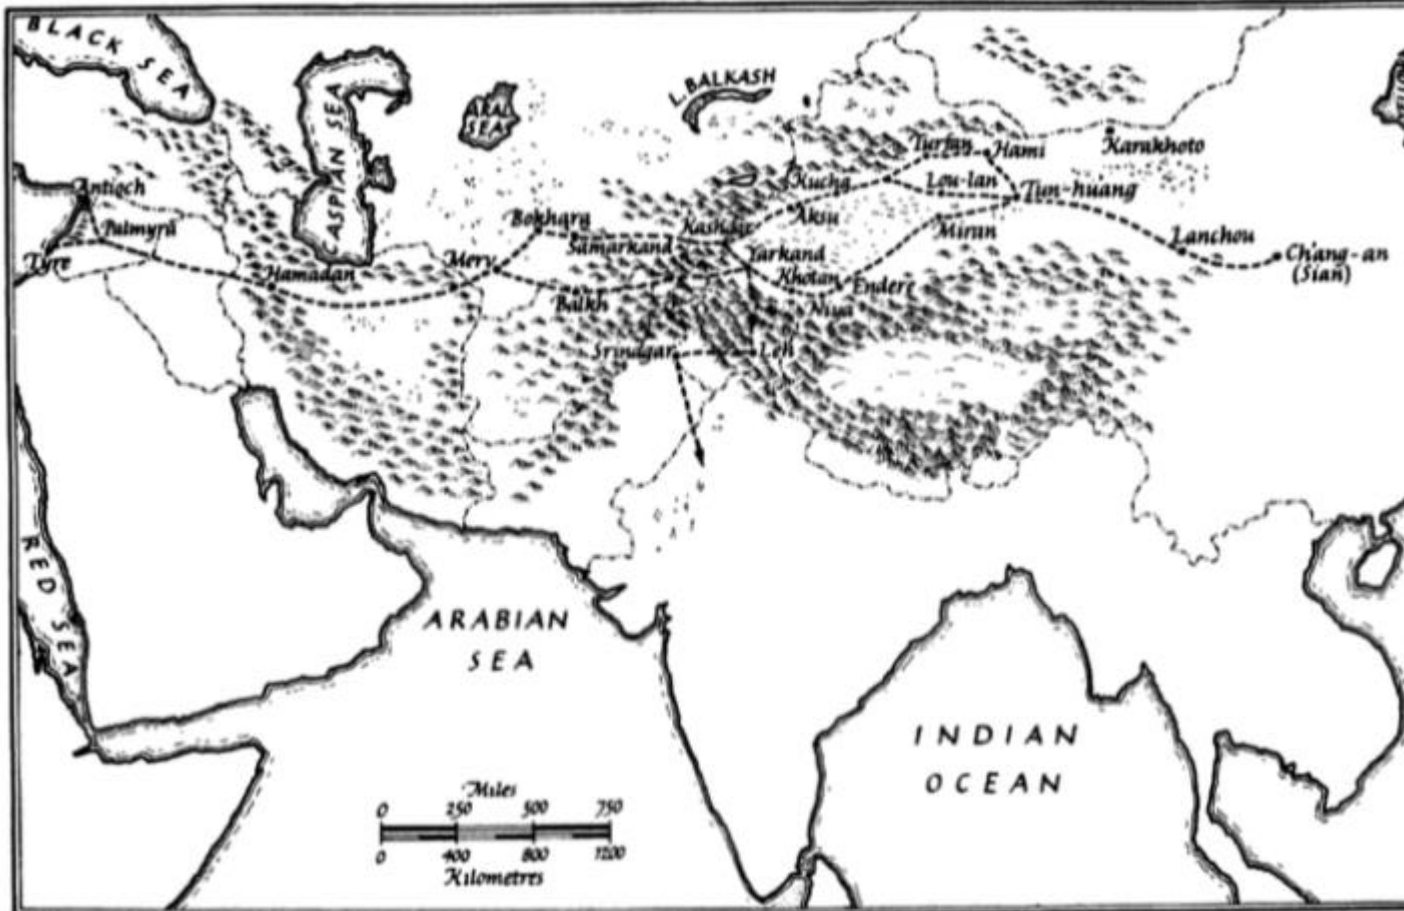 BLACK SEA
CASPIAN SEA
ARAL
SEA
L. BALKASH
Turfan
Hami
Karakhoto
Antioch
Kucha
Lou-lan
Tun-huang
Palmyra
Bokhara
Aksu
Samarkand
Kashgar
Miran
Lanchou
Tyre
Hamadan
Merv
Yarkand
Ch'ang-an
(Sian)
Khotan
Endere
Balkh
Niya
Srinagar
Leh
RED SEA
ARABIAN
SEA
INDIAN
OCEAN
Miles
0 250 500 750
0 400 800 1200
Kilometres